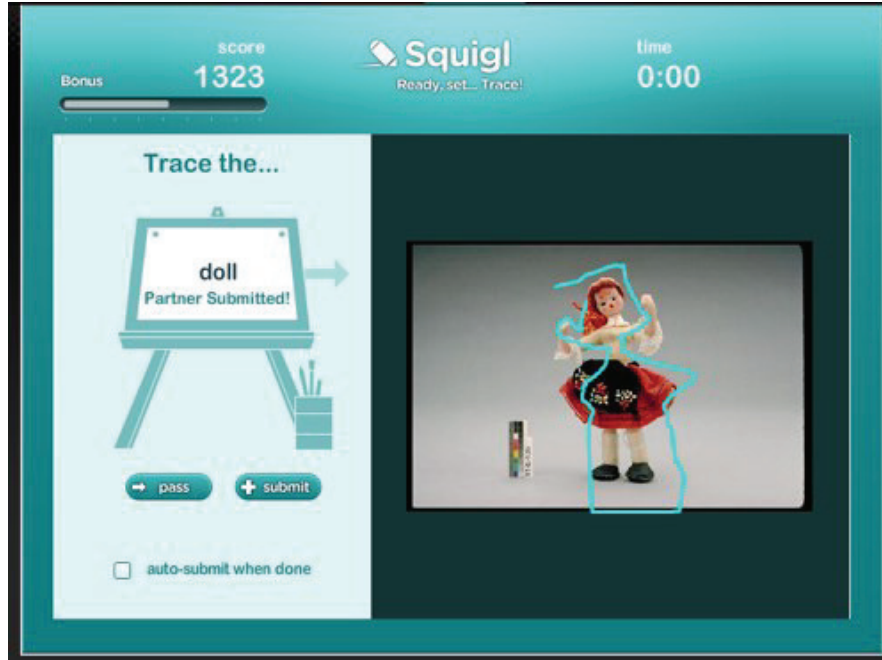 score
1323
Bonus
Squigl
Ready, set... Trace!
time
0:00
Trace the...
doll
Partner Submitted!
pass
submit
auto-submit when done